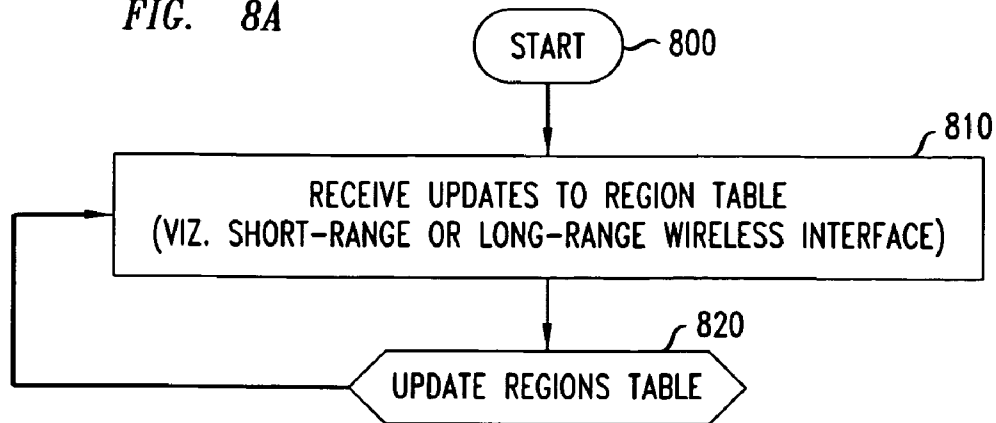 FIG. 8A
START
800
810
RECEIVE UPDATES TO REGION TABLE
(VIZ. SHORT-RANGE OR LONG-RANGE WIRELESS INTERFACE)
820
UPDATE REGIONS TABLE